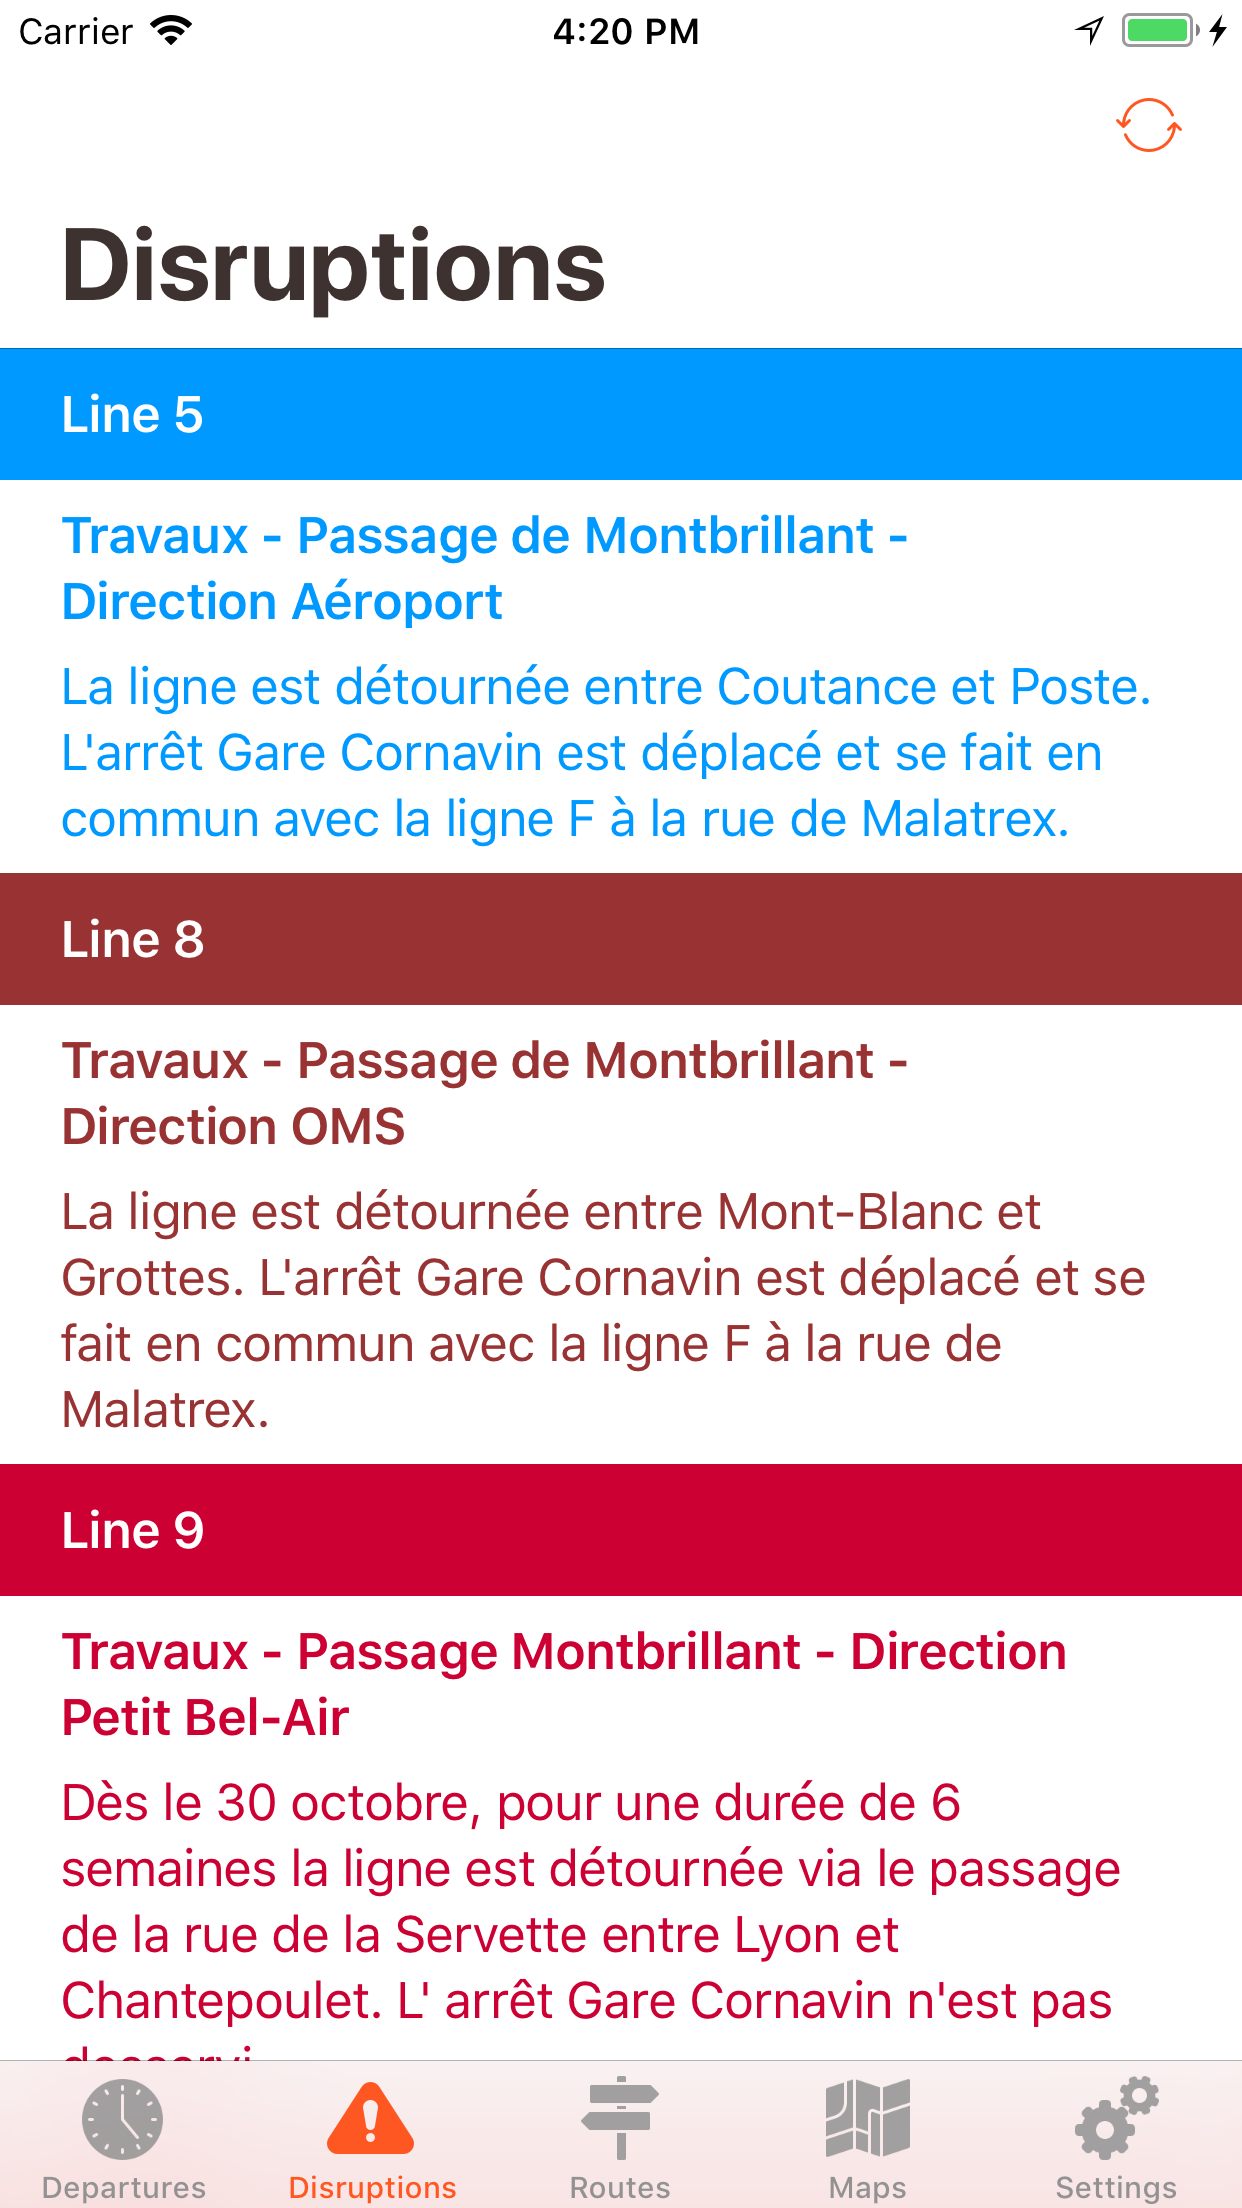 Carrier
4:20 PM
Disruptions
Line 5
Travaux - Passage de Montbrillant -
Direction Aéroport
La ligne est détournée entre Coutance et Poste.
L'arrêt Gare Cornavin est déplacé et se fait en
commun avec la ligne F à la rue de Malatrex.
Line 8
Travaux - Passage de Montbrillant -
Direction OMS
La ligne est détournée entre Mont-Blanc et
Grottes. L'arrêt Gare Cornavin est déplacé et se
fait en commun avec la ligne F à la rue de
Malatrex.
Line 9
Travaux - Passage Montbrillant - Direction
Petit Bel-Air
Dès le 30 octobre, pour une durée de 6
semaines la ligne est détournée via le passage
de la rue de la Servette entre Lyon et
Chantepoulet. L' arrêt Gare Cornavin n'est pas
Departures
Disruptions
Routes
Maps
Settings